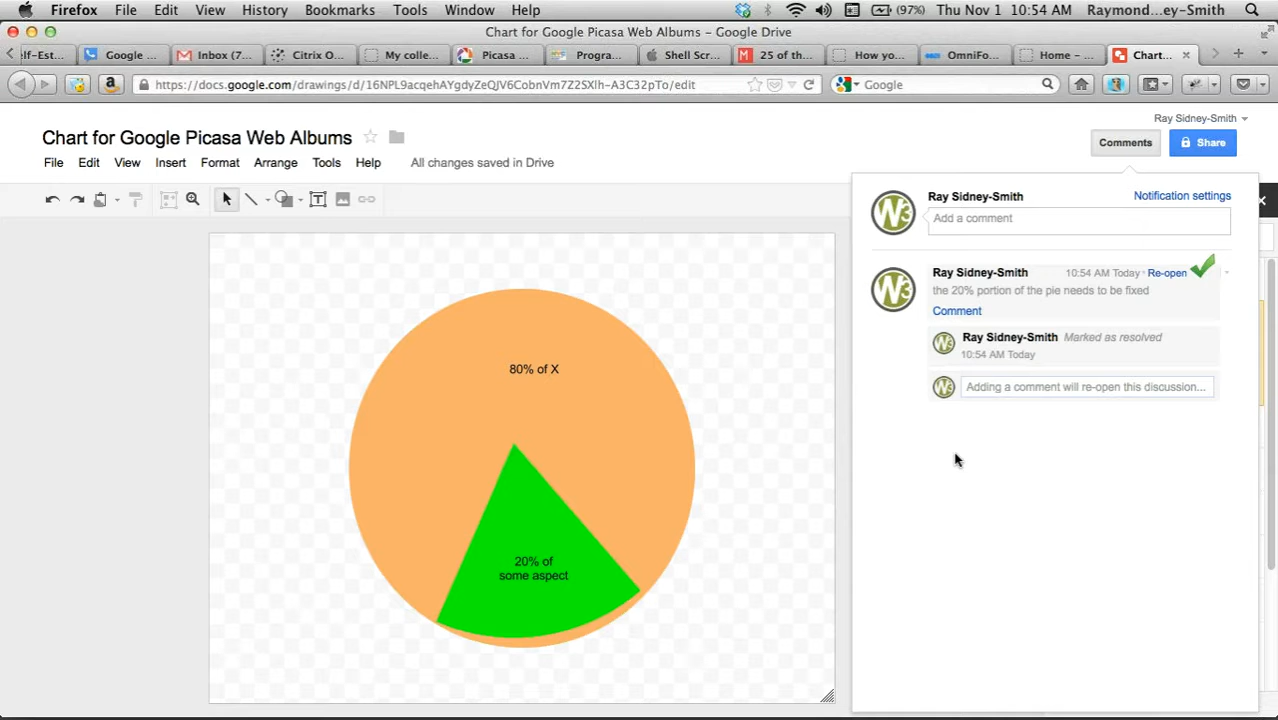 Firefox File Edit View History Bookmarks Tools Window Help (97%) Thu Nov 1 10:54 AM Raymond...ey-Smith
Chart for Google Picasa Web Albums - Google Drive
elf-Est... Google ... Inbox (7... Citrix O... My colle... Picasa ... Progra... Shell Scr... 25 of th... How yo... OmniFo... Home - ... Chart...
https://docs.google.com/drawings/d/16NPL9acqehAYgdyZeQJV6CobnVm7Z2SXlh-A3C32pTo/edit Google
Ray Sidney-Smith
Chart for Google Picasa Web Albums
Comments Share
File Edit View Insert Format Arrange Tools Help All changes saved in Drive
Ray Sidney-Smith Notification settings
Add a comment
Ray Sidney-Smith 10:54 AM Today · Re-open
the 20% portion of the pie needs to be fixed
Comment
Ray Sidney-Smith Marked as resolved
10:54 AM Today
Adding a comment will re-open this discussion...
80% of X
20% of
some aspect